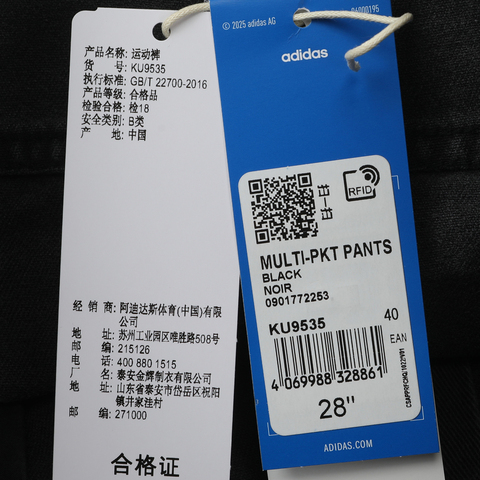 产品名称: 运动裤
货 号: KU9535
执行标准: GB/T 22700-2016
产品等级: 合格品
检验合格: 检18
安全类别: B类
产 地: 中国
经 销 商: 阿迪达斯体育(中国)有限
公司
地 址: 苏州工业园区唯胜路508号
邮 编: 215126
电 话: 400 880 1515
厂 名: 泰安金辉制衣有限公司
地 址: 山东省泰安市岱岳区祝阳
镇井家洼村
邮 编: 271000
合格证
© 2025 adidas AG
adidas
RFID
MULTI-PKT PANTS
BLACK
NOIR
0901772253
KU9535
40
EAN
4 069988 328861
28"
ADIDAS.COM